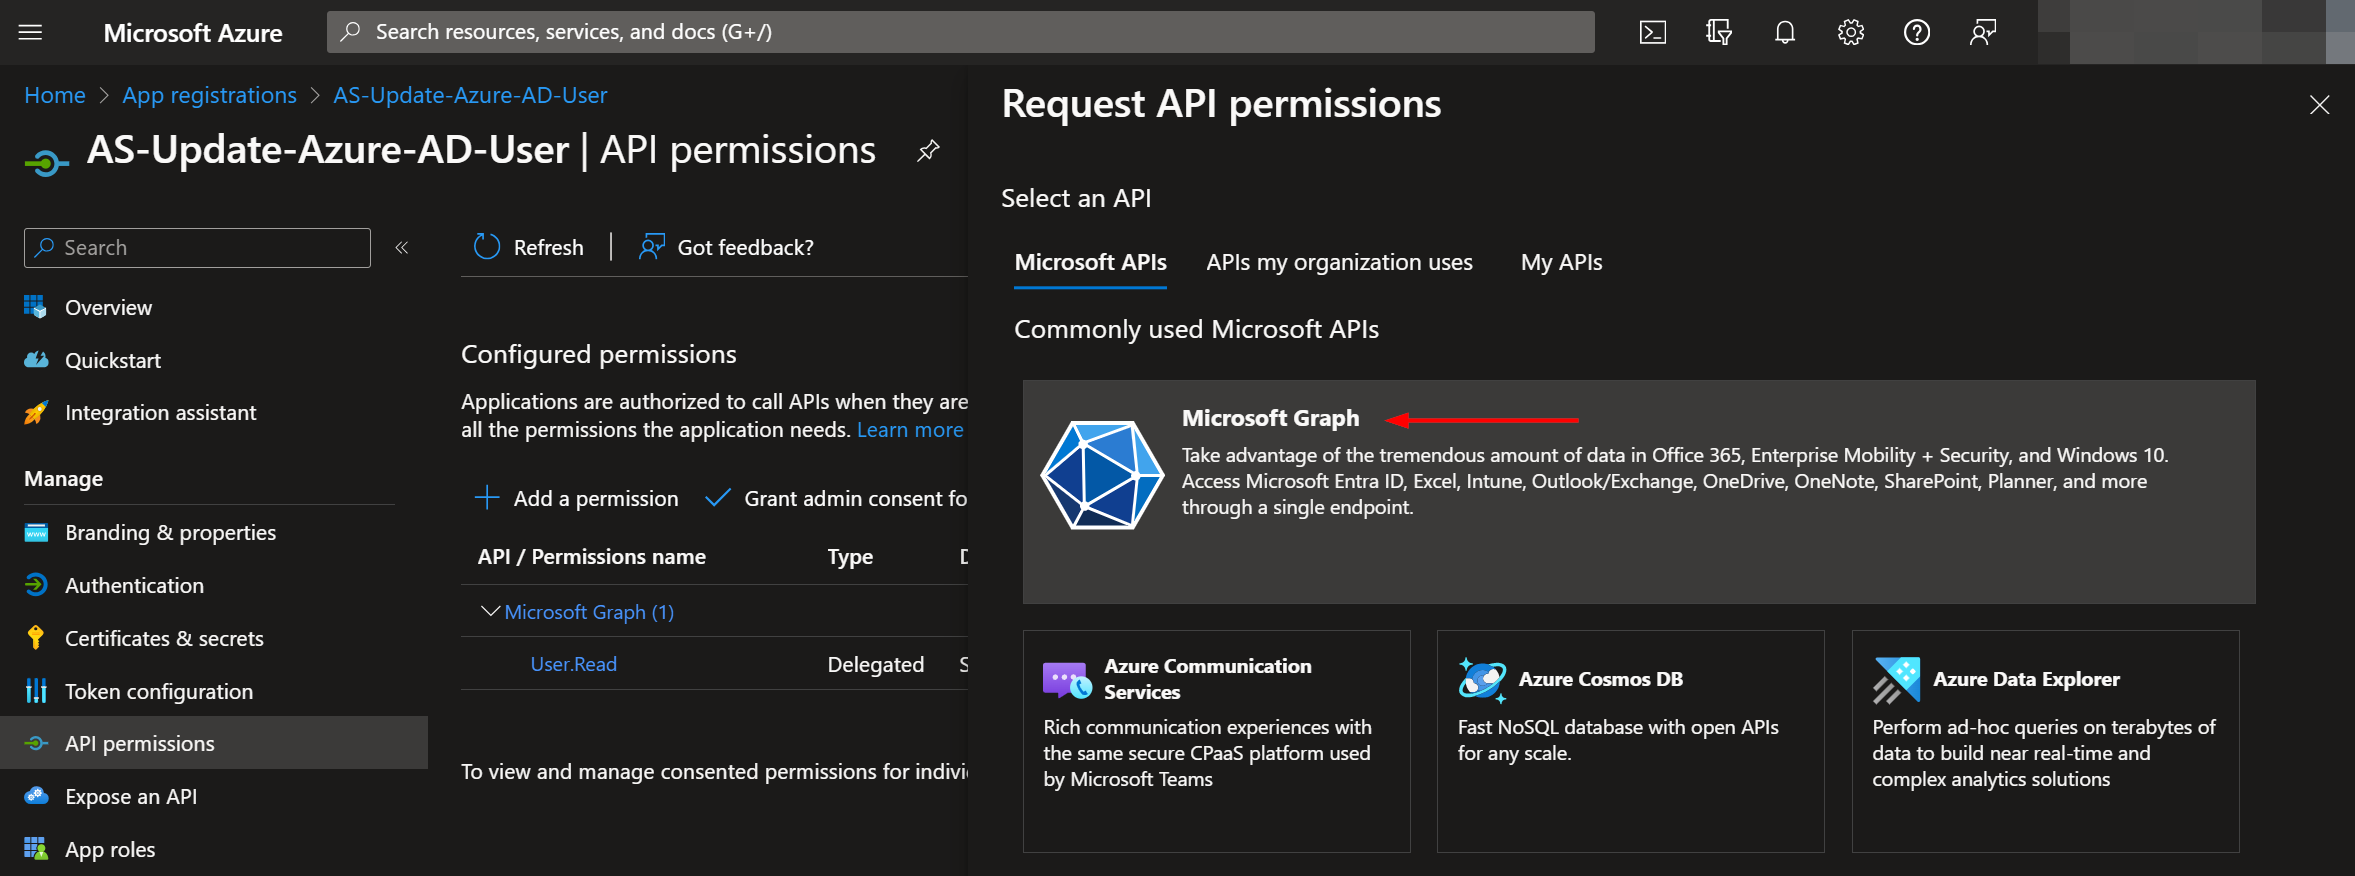 Microsoft Azure
Search resources, services, and docs (G+/)
Home > App registrations > AS-Update-Azure-AD-User
AS-Update-Azure-AD-User | API permissions
Search
«
Overview
Quickstart
Integration assistant
Manage
Branding & properties
Authentication
Certificates & secrets
Token configuration
API permissions
Expose an API
App roles
Refresh | Got feedback?
Configured permissions
Applications are authorized to call APIs when they are
all the permissions the application needs. Learn more
Add a permission Grant admin consent fo
API / Permissions name Type
Microsoft Graph (1)
User.Read Delegated S
To view and manage consented permissions for indivi
Request API permissions
Select an API
Microsoft APIs APIs my organization uses My APIs
Commonly used Microsoft APIs
Microsoft Graph
Take advantage of the tremendous amount of data in Office 365, Enterprise Mobility + Security, and Windows 10.
Access Microsoft Entra ID, Excel, Intune, Outlook/Exchange, OneDrive, OneNote, SharePoint, Planner, and more
through a single endpoint.
Azure Communication
Services
Rich communication experiences with
the same secure CPaaS platform used
by Microsoft Teams
Azure Cosmos DB
Fast NoSQL database with open APIs
for any scale.
Azure Data Explorer
Perform ad-hoc queries on terabytes of
data to build near real-time and
complex analytics solutions